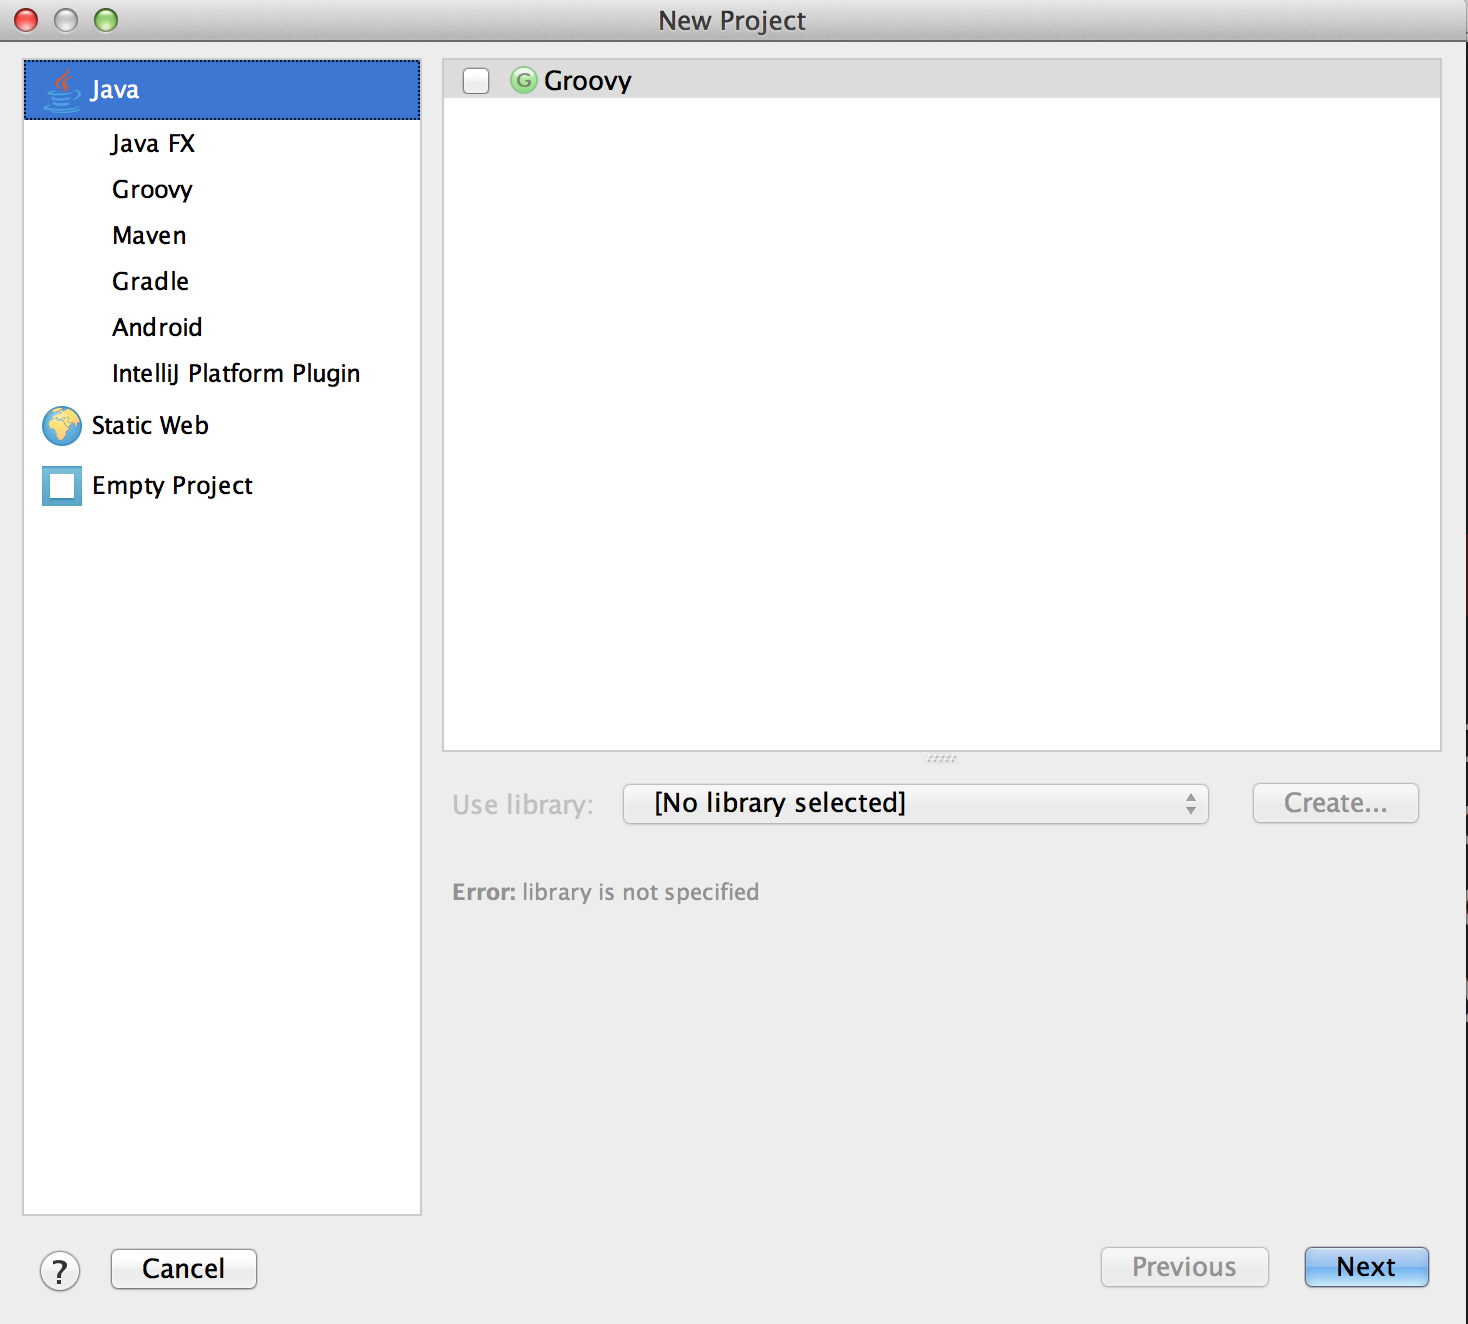 New Project
Java
Java FX
Groovy
Maven
Gradle
Android
IntelliJ Platform Plugin
Static Web
Empty Project
G Groovy
Use library: [No library selected] Create...
Error: library is not specified
? Cancel Previous Next